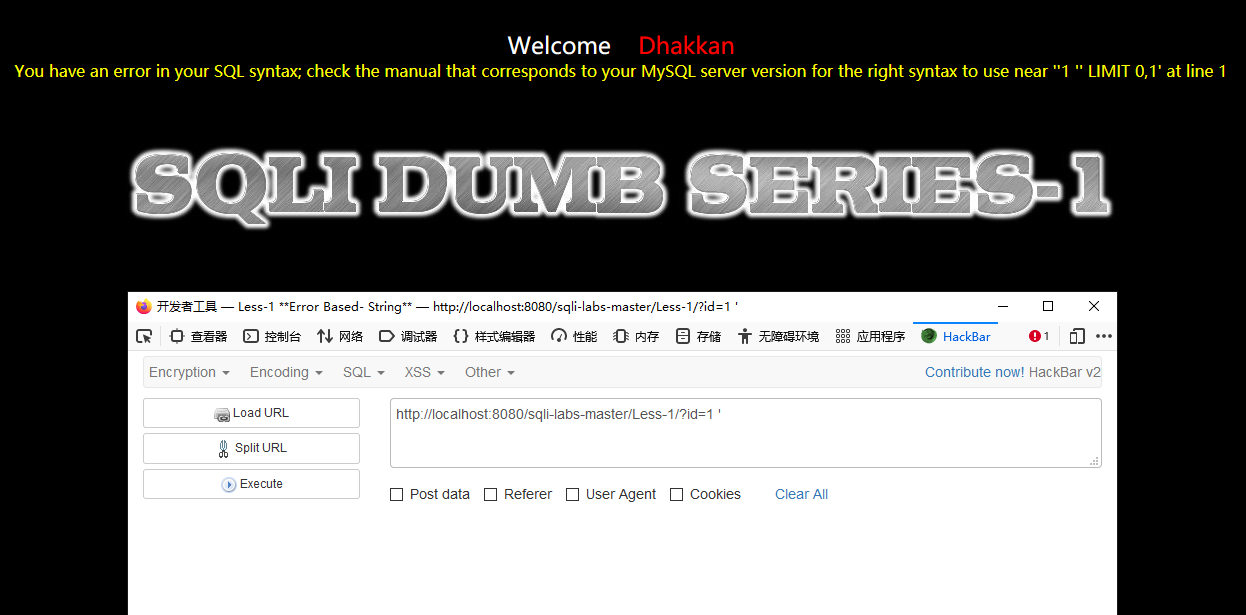 Welcome Dhakkan
You have an error in your SQL syntax; check the manual that corresponds to your MySQL server version for the right syntax to use near ''1 '' LIMIT 0,1' at line 1
SQLI DUMB SERIES-1
开发者工具 — Less-1 **Error Based- String** — http://localhost:8080/sqli-labs-master/Less-1/?id=1 '
查看器 控制台 网络 调试器 样式编辑器 性能 内存 存储 无障碍环境 应用程序 HackBar 1
Encryption Encoding SQL XSS Other Contribute now! HackBar v2
Load URL
Split URL
Execute
http://localhost:8080/sqli-labs-master/Less-1/?id=1 '
Post data Referer User Agent Cookies Clear All